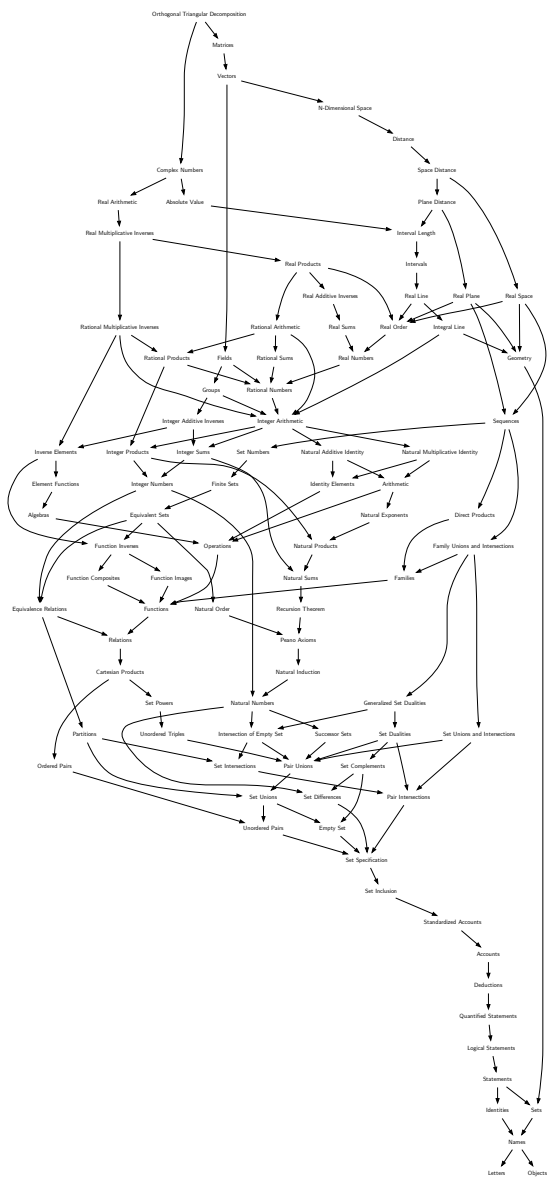 Orthogonal Triangular Decomposition
Matrices
Vectors
N-Dimensional Space
Distance
Complex Numbers
Space Distance
Real Arithmetic
Absolute Value
Plane Distance
Real Multiplicative Inverses
Interval Length
Real Products
Intervals
Real Additive Inverses
Real Line
Real Plane
Real Space
Rational Multiplicative Inverses
Rational Arithmetic
Real Sums
Real Order
Integral Line
Rational Products
Fields
Rational Sums
Real Numbers
Geometry
Groups
Rational Numbers
Integer Additive Inverses
Integer Arithmetic
Sequences
Inverse Elements
Integer Products
Integer Sums
Set Numbers
Natural Additive Identity
Natural Multiplicative Identity
Element Functions
Integer Numbers
Finite Sets
Identity Elements
Arithmetic
Algebras
Equivalent Sets
Natural Exponents
Direct Products
Function Inverses
Operations
Natural Products
Family Unions and Intersections
Function Composites
Function Images
Natural Sums
Families
Equivalence Relations
Functions
Natural Order
Recursion Theorem
Relations
Peano Axioms
Cartesian Products
Natural Induction
Set Powers
Natural Numbers
Generalized Set Dualities
Partitions
Unordered Triples
Intersection of Empty Set
Successor Sets
Set Dualities
Set Unions and Intersections
Ordered Pairs
Set Intersections
Pair Unions
Set Complements
Set Unions
Set Differences
Pair Intersections
Unordered Pairs
Empty Set
Set Specification
Set Inclusion
Standardized Accounts
Accounts
Deductions
Quantified Statements
Logical Statements
Statements
Identities
Sets
Names
Letters
Objects